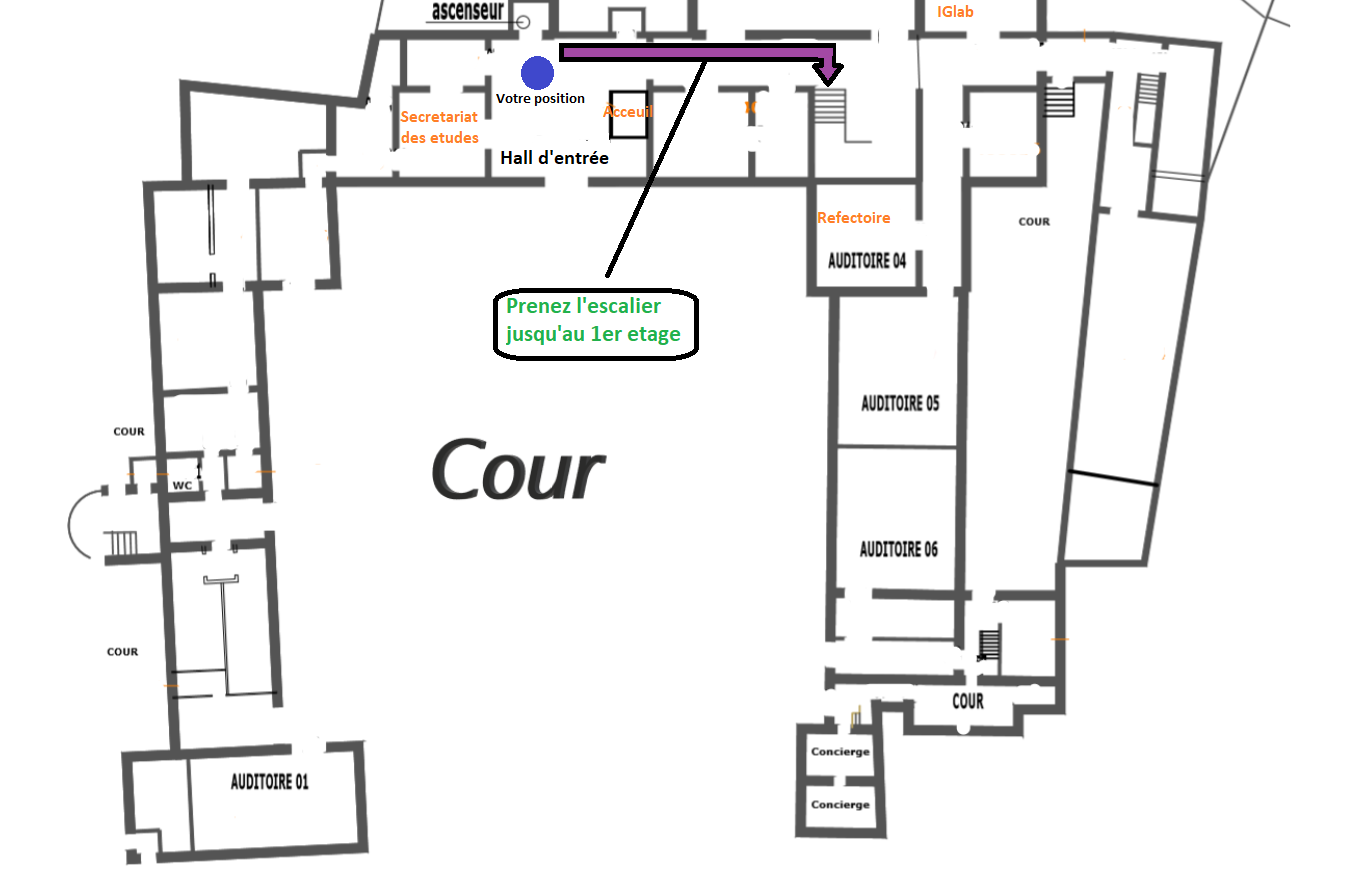 ascenseur
IGlab
Votre position
Secretariat
des etudes
Àcceuil
Hall d'entrée
Refectoire
COUR
AUDITOIRE 04
Prenez l'escalier
jusqu'au 1er etage
AUDITOIRE 05
COUR
Cour
WC
AUDITOIRE 06
COUR
COUR
Concierge
AUDITOIRE 01
Concierge